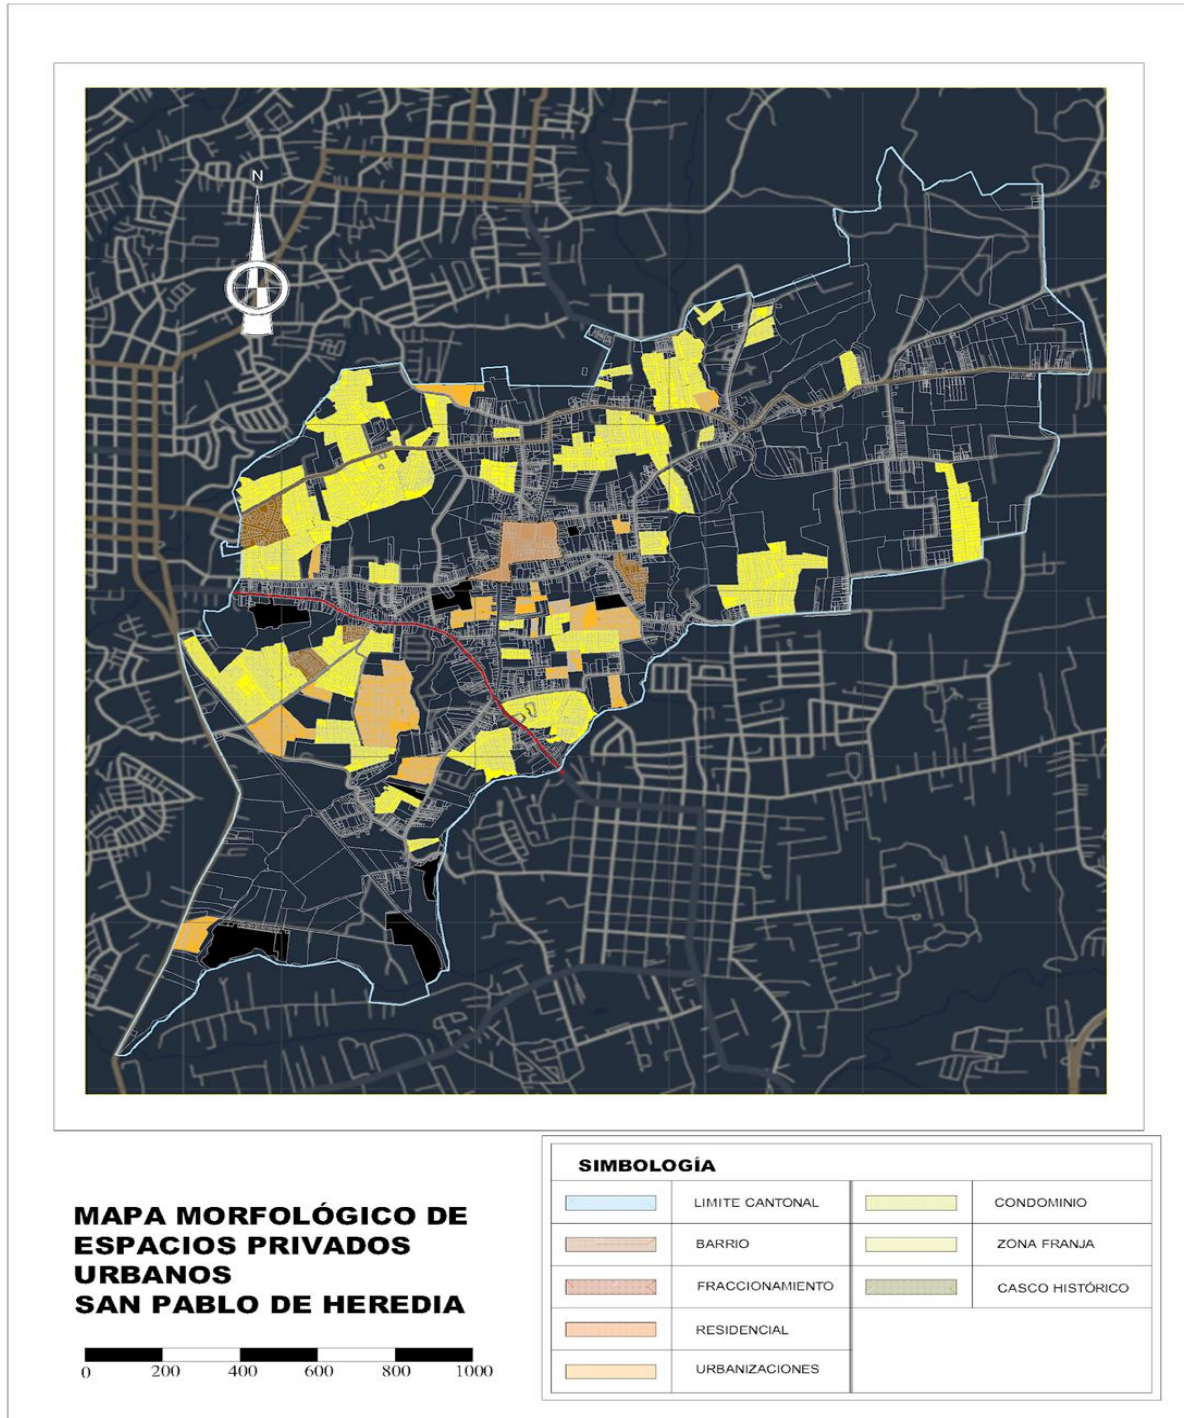 N
MAPA MORFOLÓGICO DE
ESPACIOS PRIVADOS
URBANOS
SAN PABLO DE HEREDIA
0 200 400 600 800 1000
SIMBOLOGÍA
LIMITE CANTONAL
BARRIO
FRACCIONAMIENTO
RESIDENCIAL
URBANIZACIONES
CONDOMINIO
ZONA FRANJA
CASCO HISTÓRICO